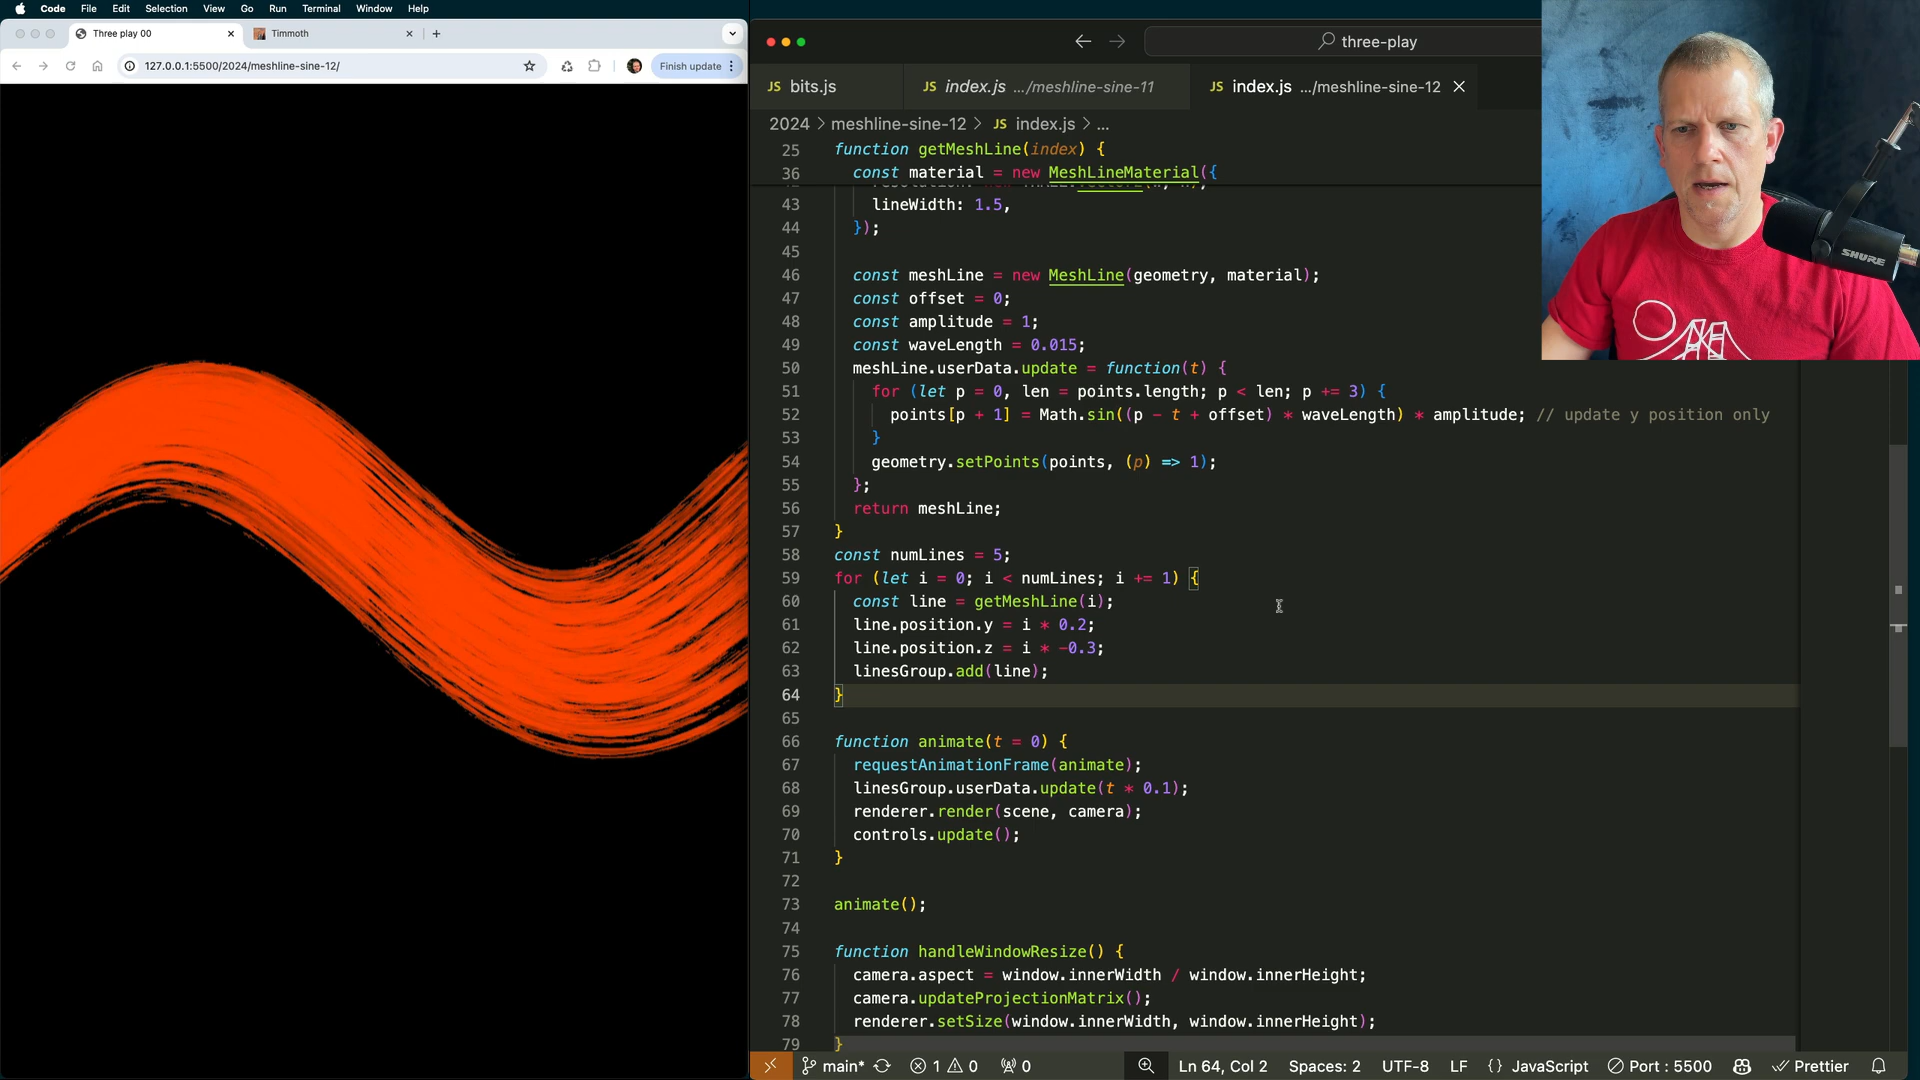 Code File Edit Selection View Go Run Terminal Window Help
Three play 00
Timmoth
127.0.0.1:5500/2024/meshline-sine-12/
Finish update
three-play
JS bits.js
JS index.js .../meshline-sine-11
JS index.js .../meshline-sine-12
2024 > meshline-sine-12 > JS index.js > ...
25 function getMeshLine(index) {
36 const material = new MeshLineMaterial({
43 lineWidth: 1.5,
44 });
45
46 const meshLine = new MeshLine(geometry, material);
47 const offset = 0;
48 const amplitude = 1;
49 const waveLength = 0.015;
50 meshLine.userData.update = function(t) {
51 for (let p = 0, len = points.length; p < len; p += 3) {
52 points[p + 1] = Math.sin((p - t + offset) * waveLength) * amplitude; // update y position only
53 }
54 geometry.setPoints(points, (p) => 1);
55 };
56 return meshLine;
57 }
58 const numLines = 5;
59 for (let i = 0; i < numLines; i += 1) {
60 const line = getMeshLine(i);
61 line.position.y = i * 0.2;
62 line.position.z = i * -0.3;
63 linesGroup.add(line);
64 }
65
66 function animate(t = 0) {
67 requestAnimationFrame(animate);
68 linesGroup.userData.update(t * 0.1);
69 renderer.render(scene, camera);
70 controls.update();
71 }
72
73 animate();
74
75 function handleWindowResize() {
76 camera.aspect = window.innerWidth / window.innerHeight;
77 camera.updateProjectionMatrix();
78 renderer.setSize(window.innerWidth, window.innerHeight);
79 }
SHURE
main* 1 0 0 Ln 64, Col 2 Spaces: 2 UTF-8 LF {} JavaScript Port : 5500 Prettier